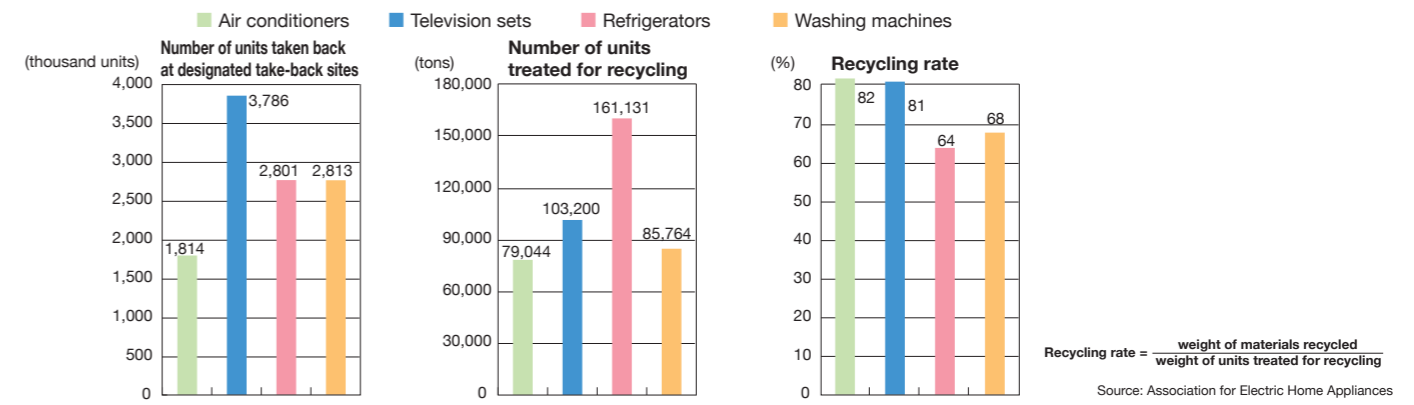 Air conditioners
Television sets
Refrigerators
Washing machines
(thousand units)
Number of units taken back
at designated take-back sites
4,000
3,500
3,000
2,500
2,000
1,500
1,000
500
0
1,814
3,786
2,801
2,813
(tons)
Number of units
treated for recycling
180,000
150,000
120,000
90,000
60,000
30,000
0
79,044
103,200
161,131
85,764
(%)
Recycling rate
80
70
60
50
40
30
20
10
0
82
81
64
68
Recycling rate = weight of materials recycled
weight of units treated for recycling
Source: Association for Electric Home Appliances